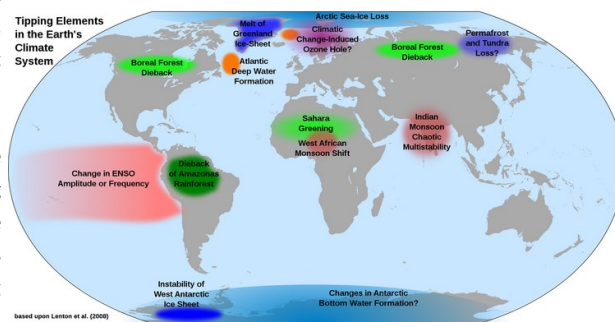 Tipping Elements
in the Earth's
Climate
System
Arctic Sea-Ice Loss
Melt of
Greenland
Ice-Sheet
Climatic
Change-Induced
Ozone Hole?
Permafrost
and Tundra
Loss?
Boreal Forest
Dieback
Boreal Forest
Dieback
Atlantic
Deep Water
Formation
Sahara
Greening
West African
Monsoon Shift
Indian
Monsoon
Chaotic
Multistability
Change in ENSO
Amplitude or Frequency
Dieback
of Amazonas
Rainforest
Instability of
West Antarctic
Ice Sheet
Changes in Antarctic
Bottom Water Formation?
based upon Lenton et al. (2008)